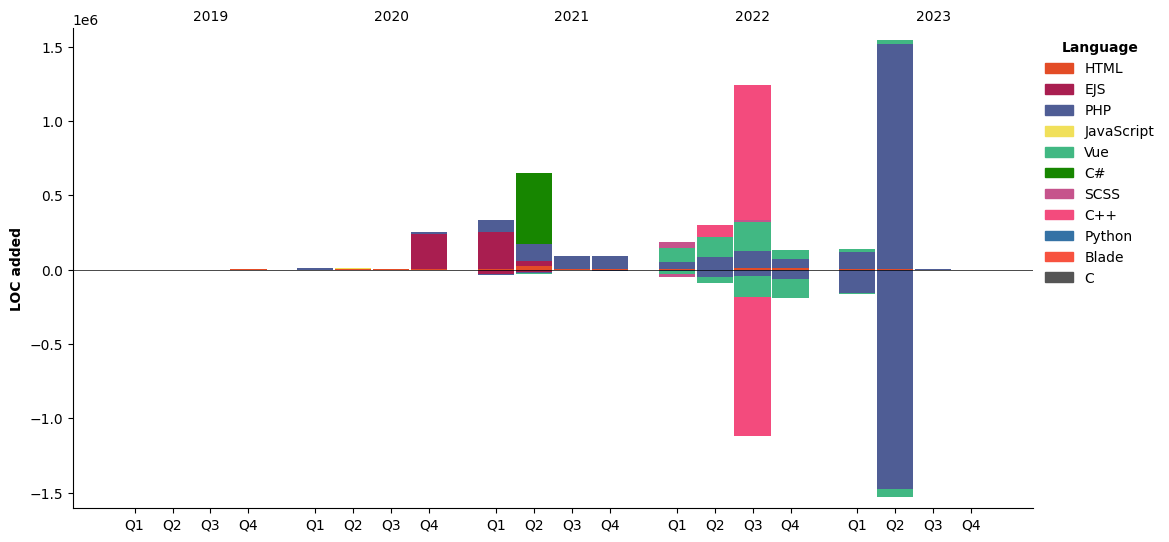 1e6
2019 2020 2021 2022 2023
1.5
1.0
0.5
0.0
−0.5
−1.0
−1.5
LOC added
Q1 Q2 Q3 Q4 Q1 Q2 Q3 Q4 Q1 Q2 Q3 Q4 Q1 Q2 Q3 Q4 Q1 Q2 Q3 Q4
Language
HTML
EJS
PHP
JavaScript
Vue
C#
SCSS
C++
Python
Blade
C